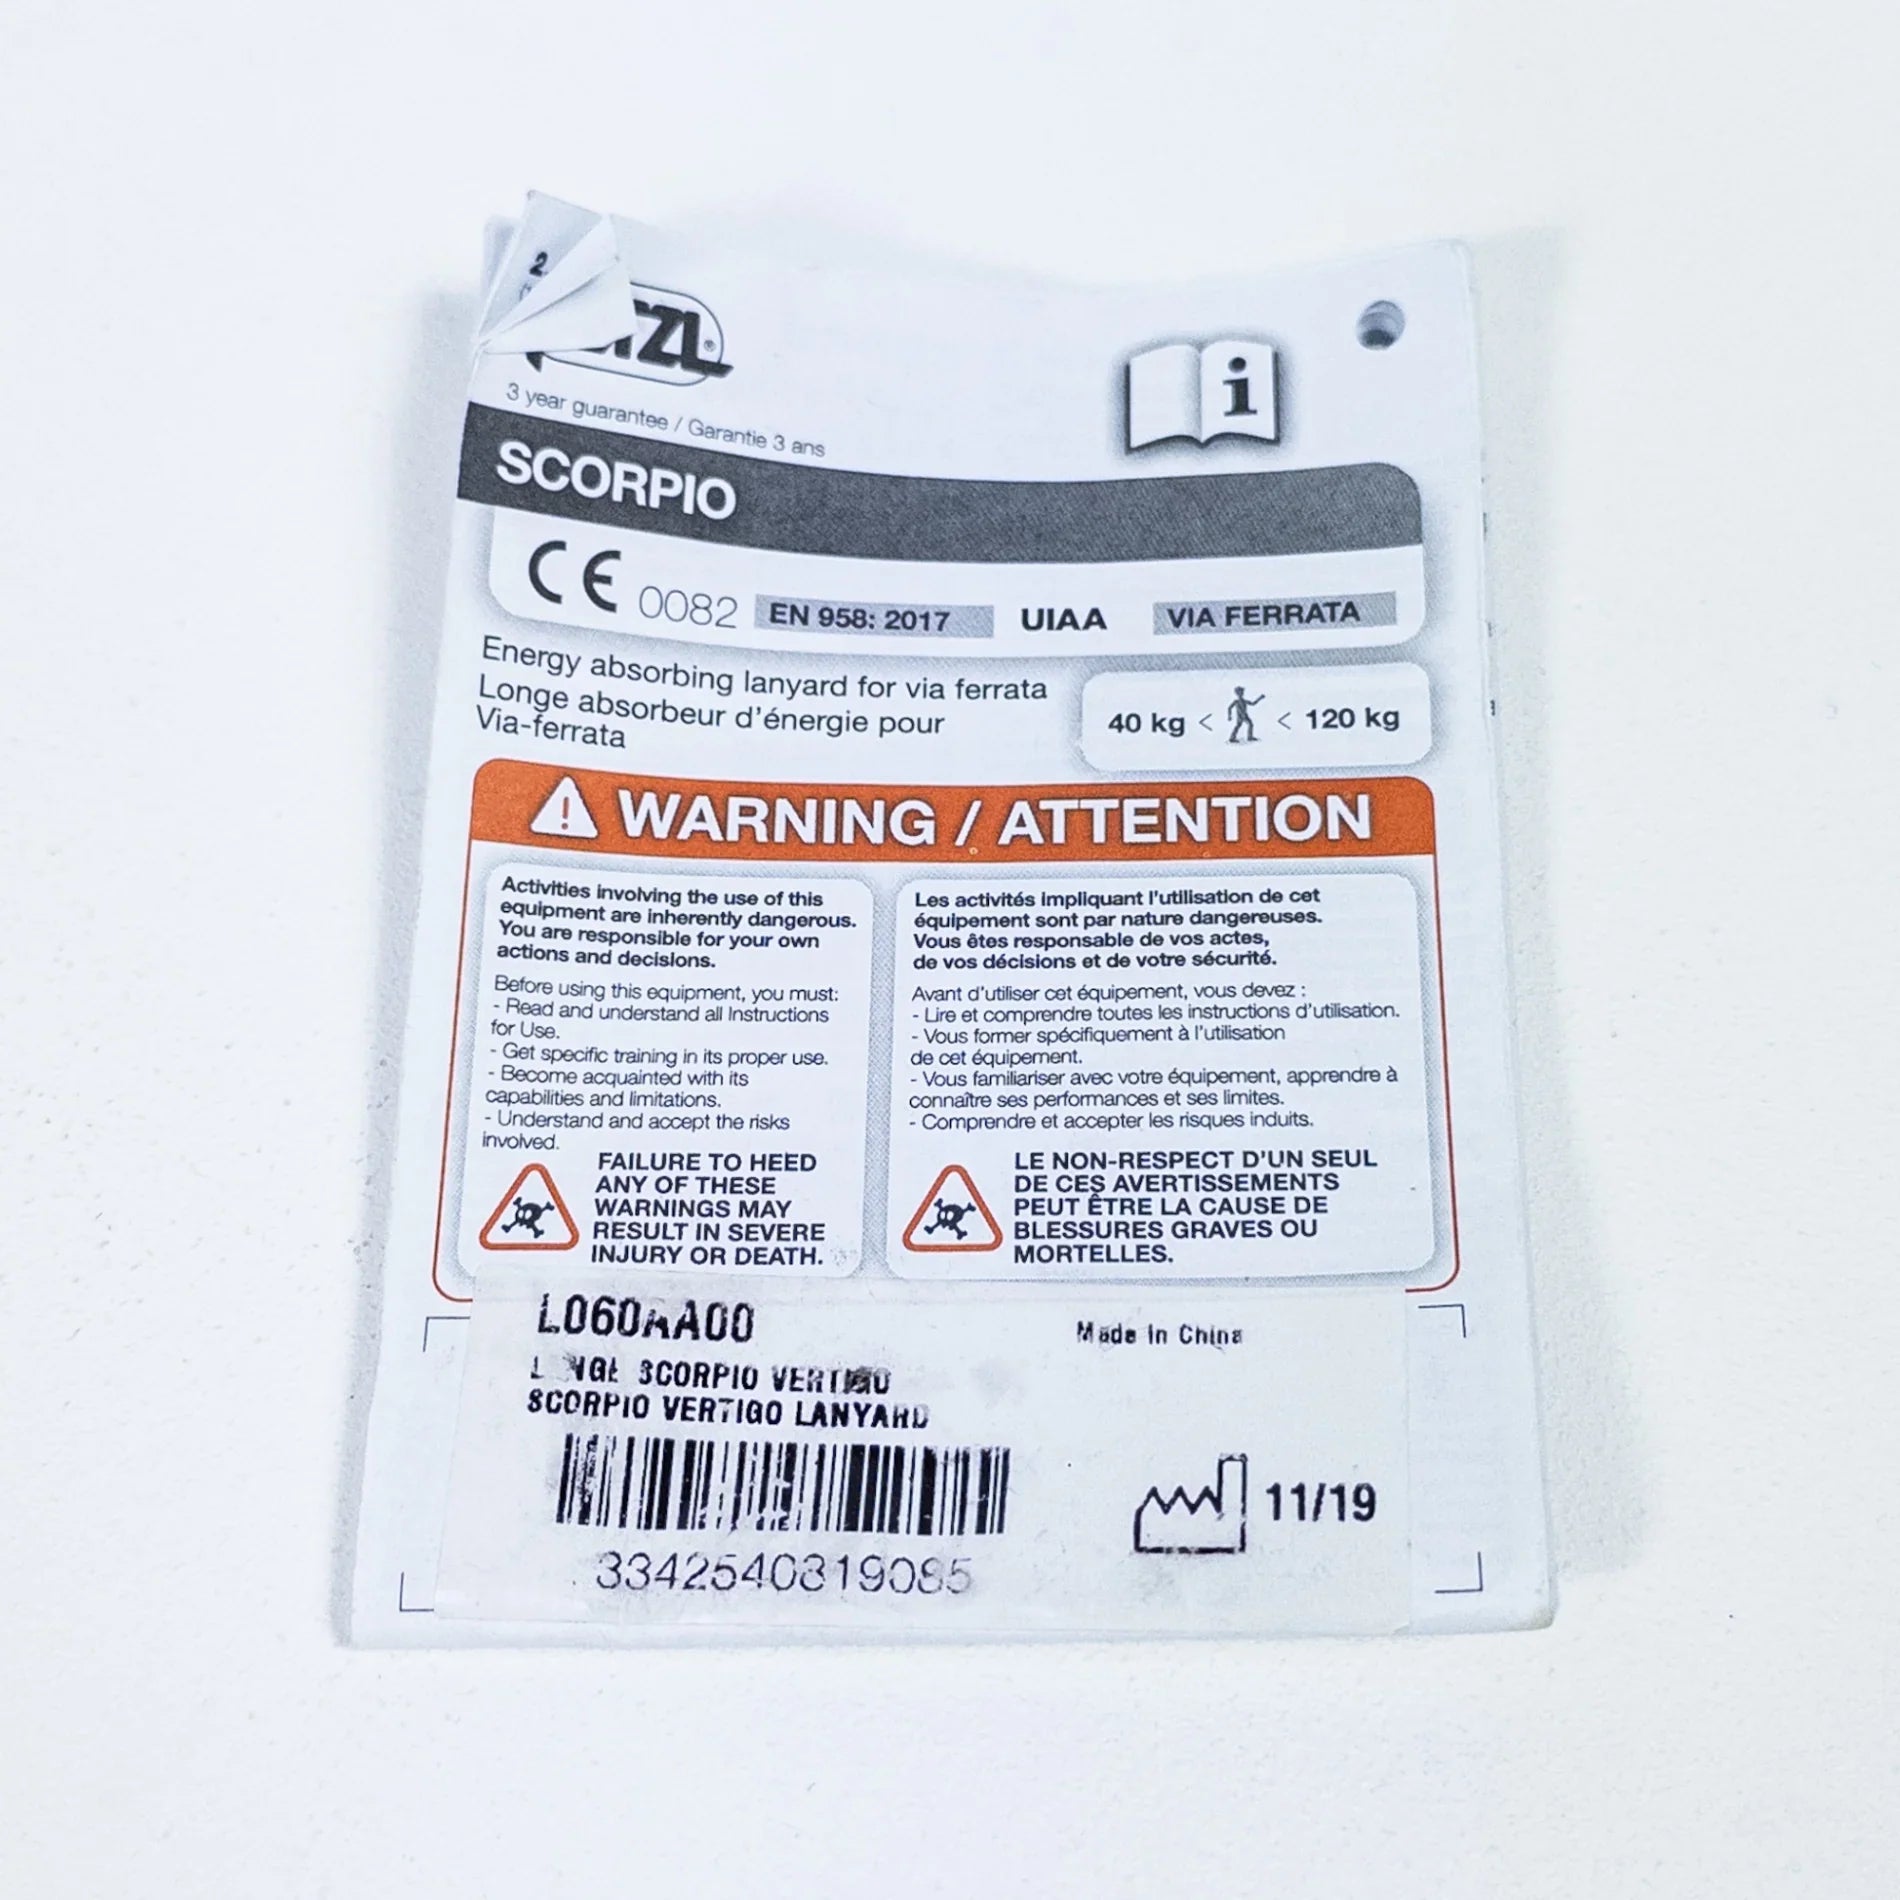 2
ZL®
3 year guarantee / Garantie 3 ans
i
SCORPIO
CE 0082 EN 958: 2017 UIAA VIA FERRATA
Energy absorbing lanyard for via ferrata
Longe absorbeur d'énergie pour
Via-ferrata
40 kg < < 120 kg
! WARNING / ATTENTION
Activities involving the use of this
equipment are inherently dangerous.
You are responsible for your own
actions and decisions.
Before using this equipment, you must:
- Read and understand all Instructions
for Use.
- Get specific training in its proper use.
- Become acquainted with its
capabilities and limitations.
- Understand and accept the risks
involved.
FAILURE TO HEED
ANY OF THESE
WARNINGS MAY
RESULT IN SEVERE
INJURY OR DEATH.
Les activités impliquant l'utilisation de cet
équipement sont par nature dangereuses.
Vous êtes responsable de vos actes,
de vos décisions et de votre sécurité.
Avant d'utiliser cet équipement, vous devez :
- Lire et comprendre toutes les instructions d'utilisation.
- Vous former spécifiquement à l'utilisation
de cet équipement.
- Vous familiariser avec votre équipement, apprendre à
connaître ses performances et ses limites.
- Comprendre et accepter les risques induits.
LE NON-RESPECT D'UN SEUL
DE CES AVERTISSEMENTS
PEUT ÊTRE LA CAUSE DE
BLESSURES GRAVES OU
MORTELLES.
L060AA00
Made in China
SCORPIO VERTIGO
SCORPIO VERTIGO LANYARD
11/19
3342540819085